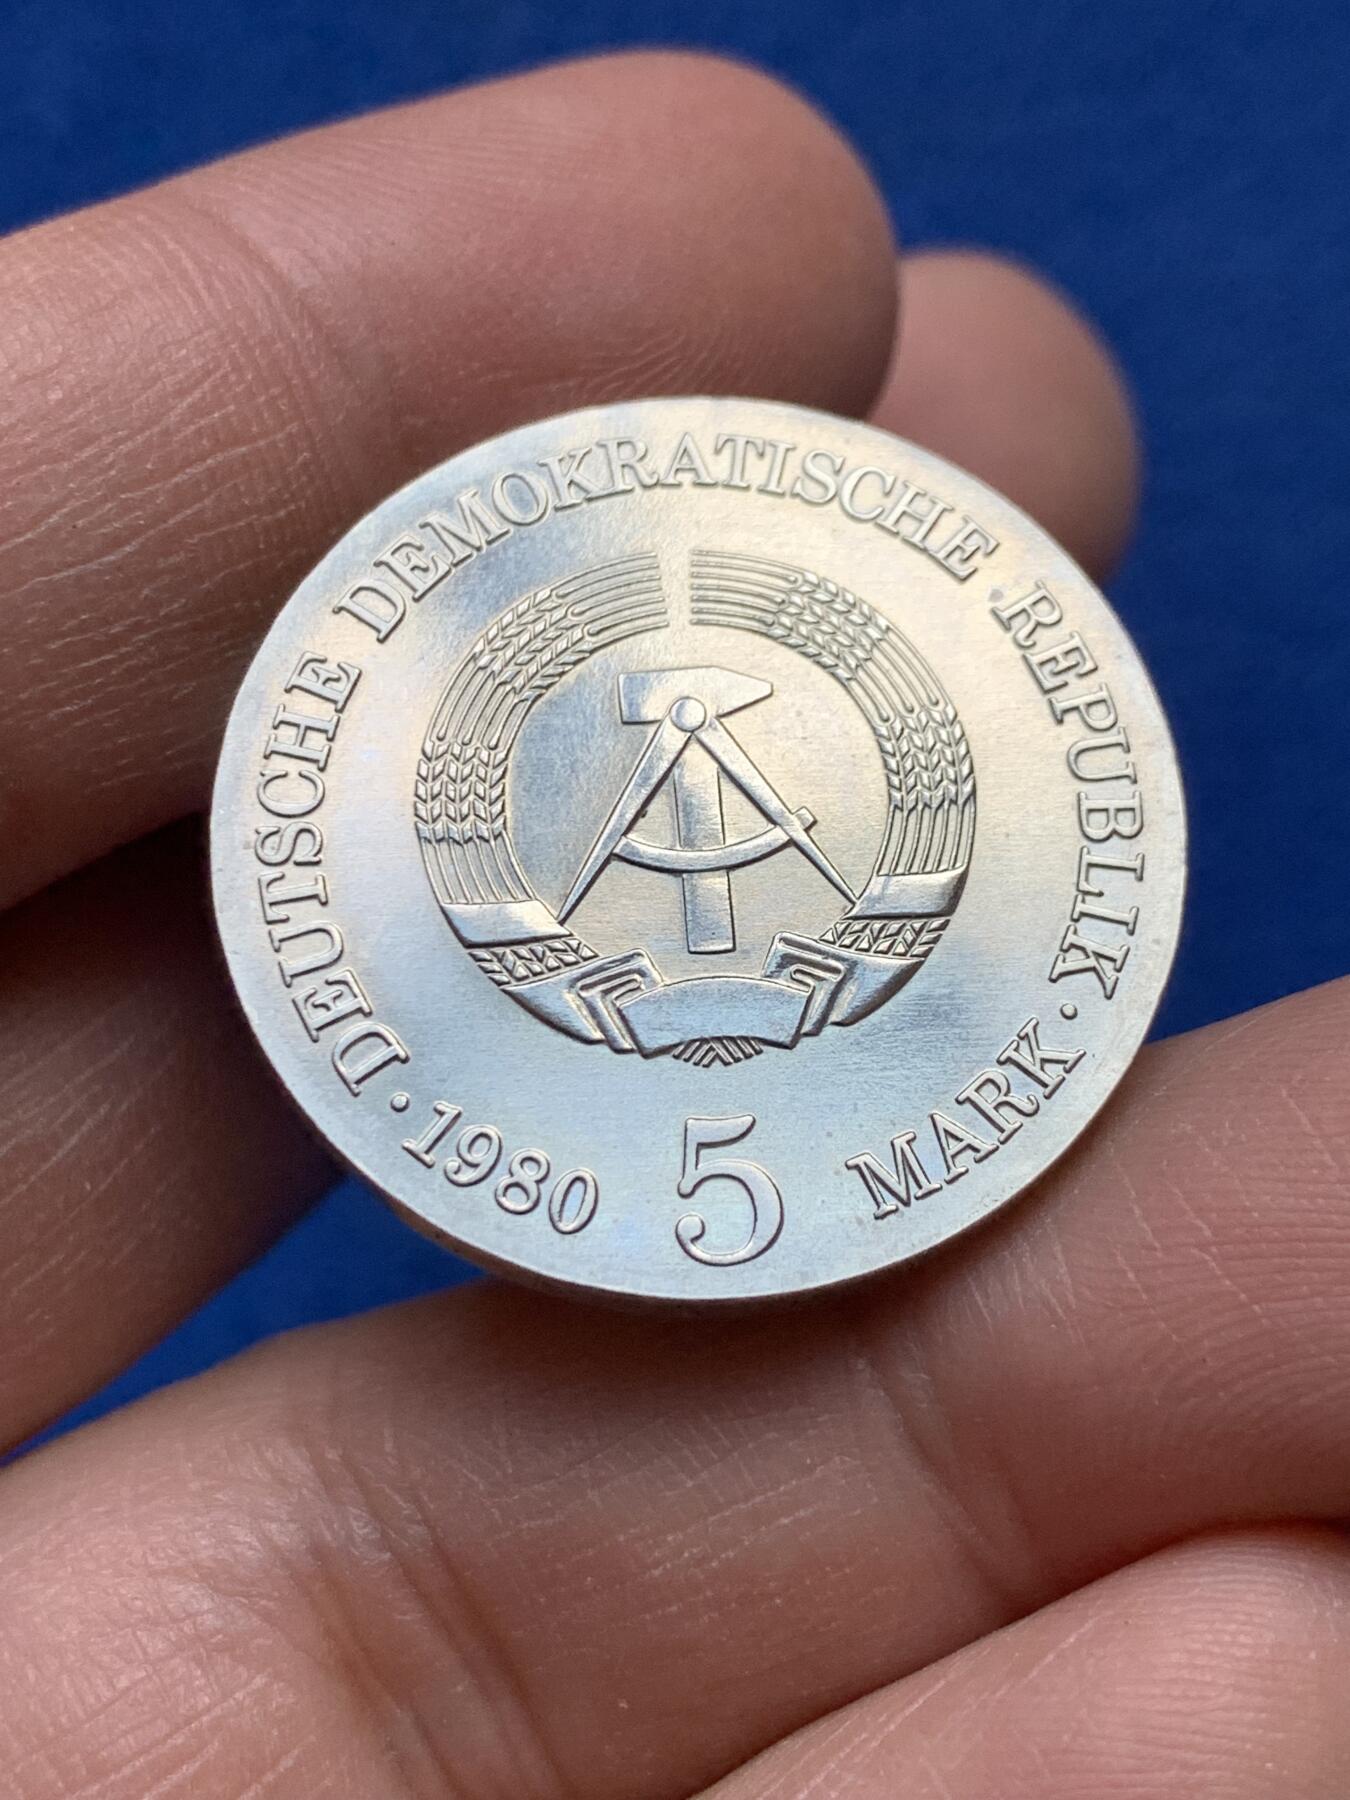 · DEUTSCHE DEMOKRATISCHE REPUBLIK ·
1980 5 MARK